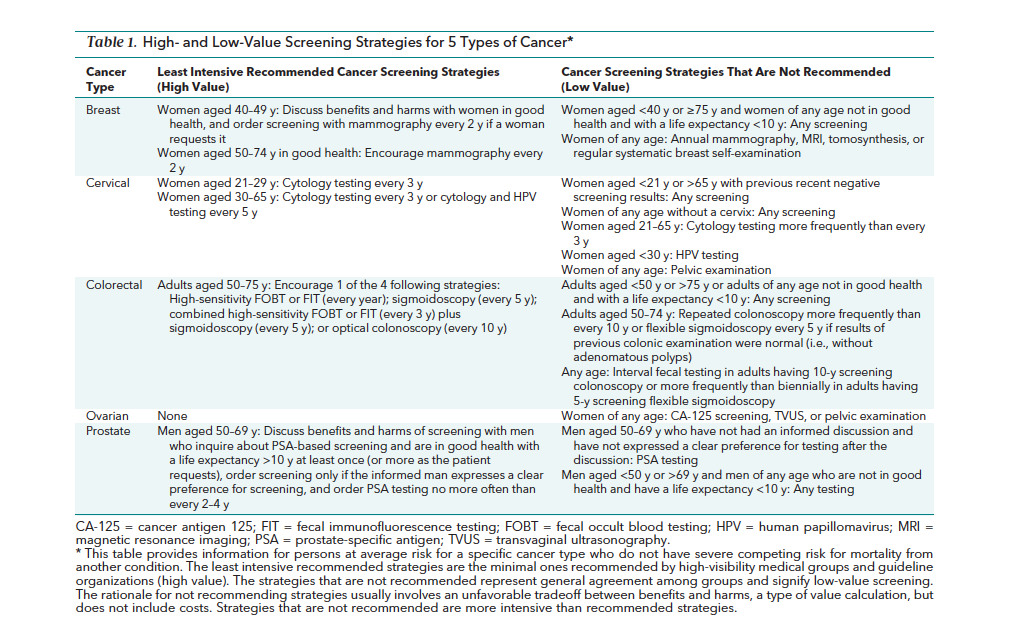 Table 1. High- and Low-Value Screening Strategies for 5 Types of Cancer*
Cancer Type
Least Intensive Recommended Cancer Screening Strategies
(High Value)
Cancer Screening Strategies That Are Not Recommended
(Low Value)
Breast
Women aged 40-49 y: Discuss benefits and harms with women in good
health, and order screening with mammography every 2 y if a woman
requests it
Women aged 50-74 y in good health: Encourage mammography every
2 y
Women aged <40 y or ≥75 y and women of any age not in good
health and with a life expectancy <10 y: Any screening
Women of any age: Annual mammography, MRI, tomosynthesis, or
regular systematic breast self-examination
Cervical
Women aged 21-29 y: Cytology testing every 3 y
Women aged 30-65 y: Cytology testing every 3 y or cytology and HPV
testing every 5 y
Women aged <21 y or >65 y with previous recent negative
screening results: Any screening
Women of any age without a cervix: Any screening
Women aged 21-65 y: Cytology testing more frequently than every
3 y
Women aged <30 y: HPV testing
Women of any age: Pelvic examination
Colorectal
Adults aged 50-75 y: Encourage 1 of the 4 following strategies:
High-sensitivity FOBT or FIT (every year); sigmoidoscopy (every 5 y);
combined high-sensitivity FOBT or FIT (every 3 y) plus
sigmoidoscopy (every 5 y); or optical colonoscopy (every 10 y)
Adults aged <50 y or >75 y or adults of any age not in good health
and with a life expectancy <10 y: Any screening
Adults aged 50-74 y: Repeated colonoscopy more frequently than
every 10 y or flexible sigmoidoscopy every 5 y if results of
previous colonic examination were normal (i.e., without
adenomatous polyps)
Any age: Interval fecal testing in adults having 10-y screening
colonoscopy or more frequently than biennially in adults having
5-y screening flexible sigmoidoscopy
Ovarian
None
Women of any age: CA-125 screening, TVUS, or pelvic examination
Prostate
Men aged 50-69 y: Discuss benefits and harms of screening with men
who inquire about PSA-based screening and are in good health with
a life expectancy >10 y at least once (or more as the patient
requests), order screening only if the informed man expresses a clear
preference for screening, and order PSA testing no more often than
every 2-4 y
Men aged 50-69 y who have not had an informed discussion and
have not expressed a clear preference for testing after the
discussion: PSA testing
Men aged <50 y or >69 y and men of any age who are not in good
health and have a life expectancy <10 y: Any testing
CA-125 = cancer antigen 125; FIT = fecal immunofluorescence testing; FOBT = fecal occult blood testing; HPV = human papillomavirus; MRI =
magnetic resonance imaging; PSA = prostate-specific antigen; TVUS = transvaginal ultrasonography.
* This table provides information for persons at average risk for a specific cancer type who do not have severe competing risk for mortality from
another condition. The least intensive recommended strategies are the minimal ones recommended by high-visibility medical groups and guideline
organizations (high value). The strategies that are not recommended represent general agreement among groups and signify low-value screening.
The rationale for not recommending strategies usually involves an unfavorable tradeoff between benefits and harms, a type of value calculation, but
does not include costs. Strategies that are not recommended are more intensive than recommended strategies.